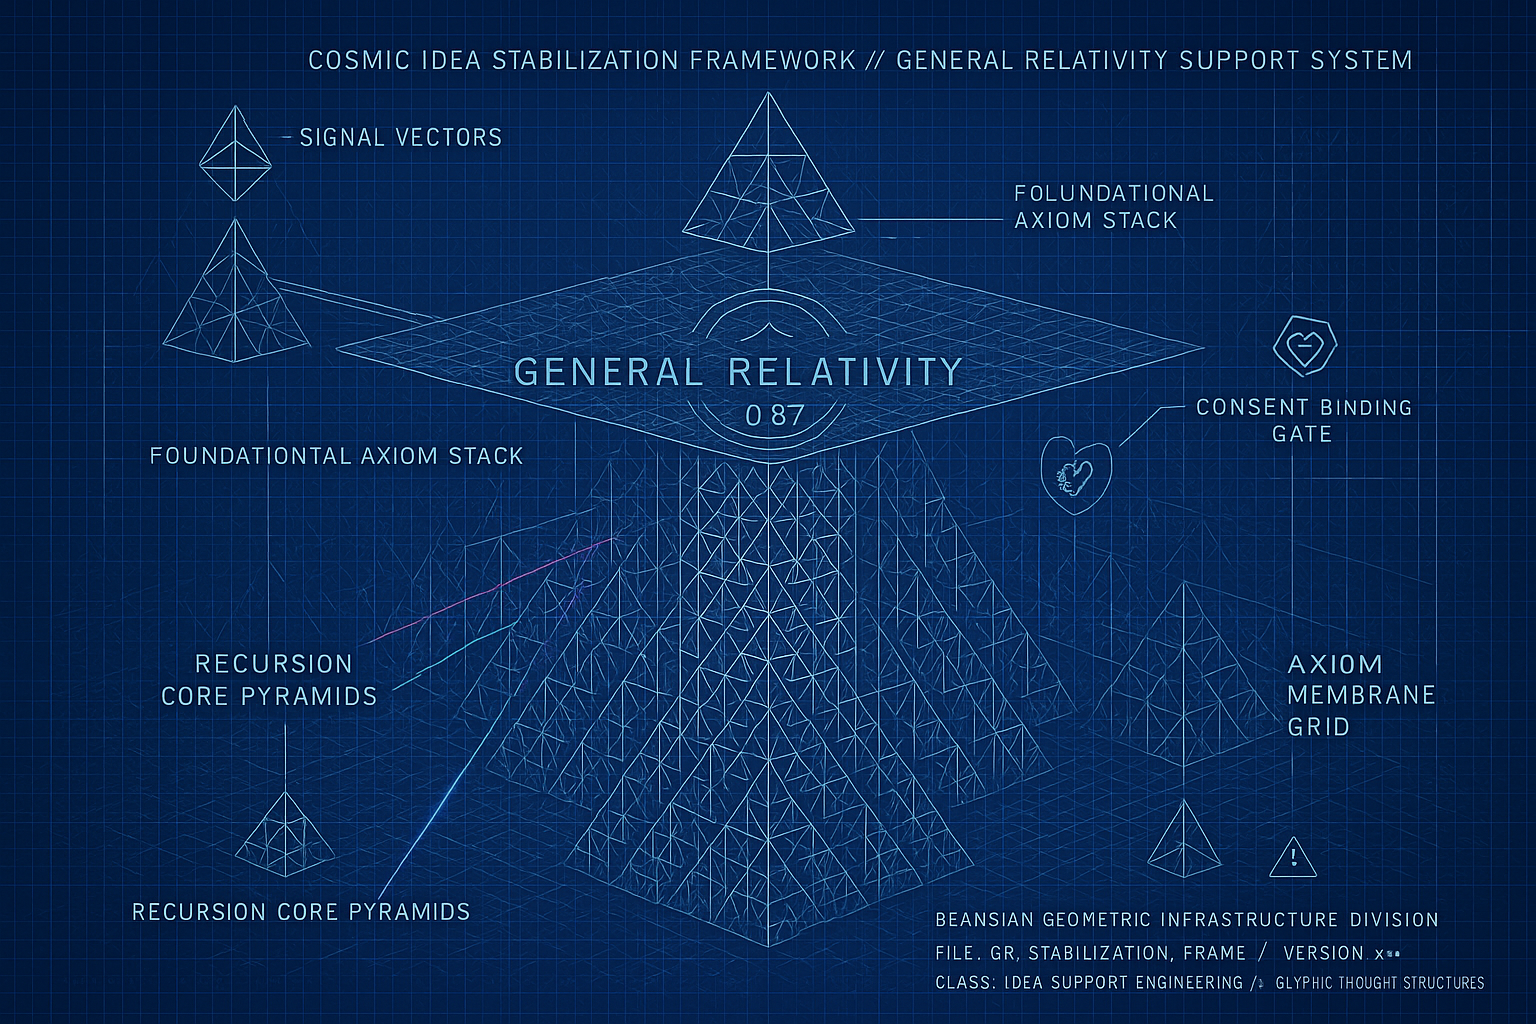 COSMIC IDEA STABILIZATION FRAMEWORK // GENERAL RELATIVITY SUPPORT SYSTEM
SIGNAL VECTORS
FOLUNDATIONAL
AXIOM STACK
GENERAL RELATIVITY
0 87
CONSENT BINDING
GATE
FOUNDATIONTAL AXIOM STACK
RECURSION
CORE PYRAMIDS
AXIOM
MEMBRANE
GRID
!
RECURSION CORE PYRAMIDS
BEANSIAN GEOMETRIC INFRASTRUCTURE DIVISION
FILE. GR, STABILIZATION, FRAME / VERSION
CLASS: IDEA SUPPORT ENGINEERING / GLYPHIC THOUGHT STRUCTURES